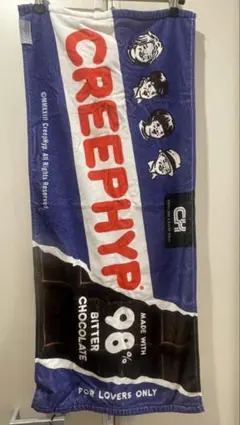 CREEPHYP
©MMXXIII CreepHyp. All Rights Reserved.
CH
MADE WITH
98%
BITTER
CHOCOLATE
FOR LOVERS ONLY